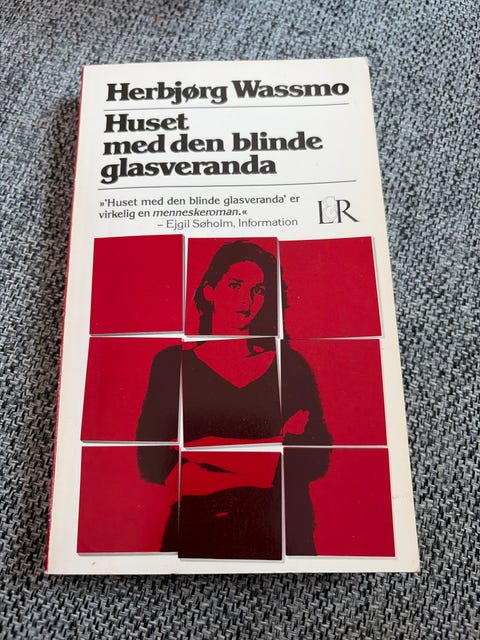 Herbjørg Wassmo
Huset
med den blinde
glasveranda
»'Huset med den blinde glasveranda' er
virkelig en menneskeroman.«
– Ejgil Søholm, Information
L&R